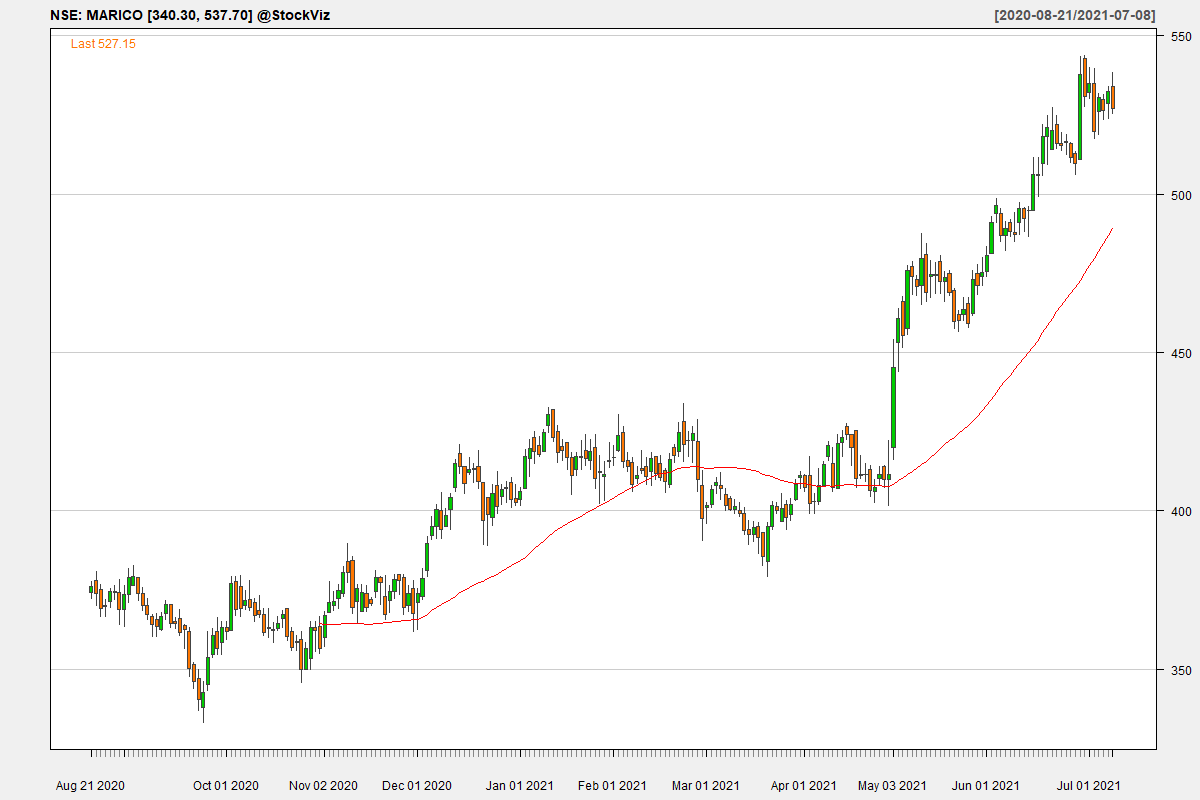 NSE: MARICO [340.30, 537.70] @StockViz
[2020-08-21/2021-07-08]
Last 527.15
550
500
450
400
350
Aug 21 2020
Oct 01 2020
Nov 02 2020
Dec 01 2020
Jan 01 2021
Feb 01 2021
Mar 01 2021
Apr 01 2021
May 03 2021
Jun 01 2021
Jul 01 2021